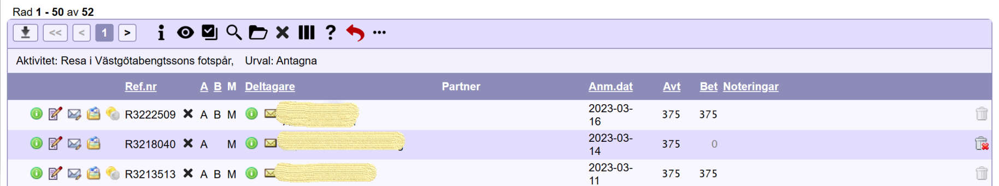 Rad 1 - 50 av 52
<< < 1 > i ? ...
Aktivitet: Resa i Västgötabengtssons fotspår, Urval: Antagna
Ref.nr A B M Deltagare Partner Anm.dat Avt Bet Noteringar
R3222509 A B M 2023-03-16 375 375
R3218040 A M 2023-03-14 375 0
R3213513 A B M 2023-03-11 375 375